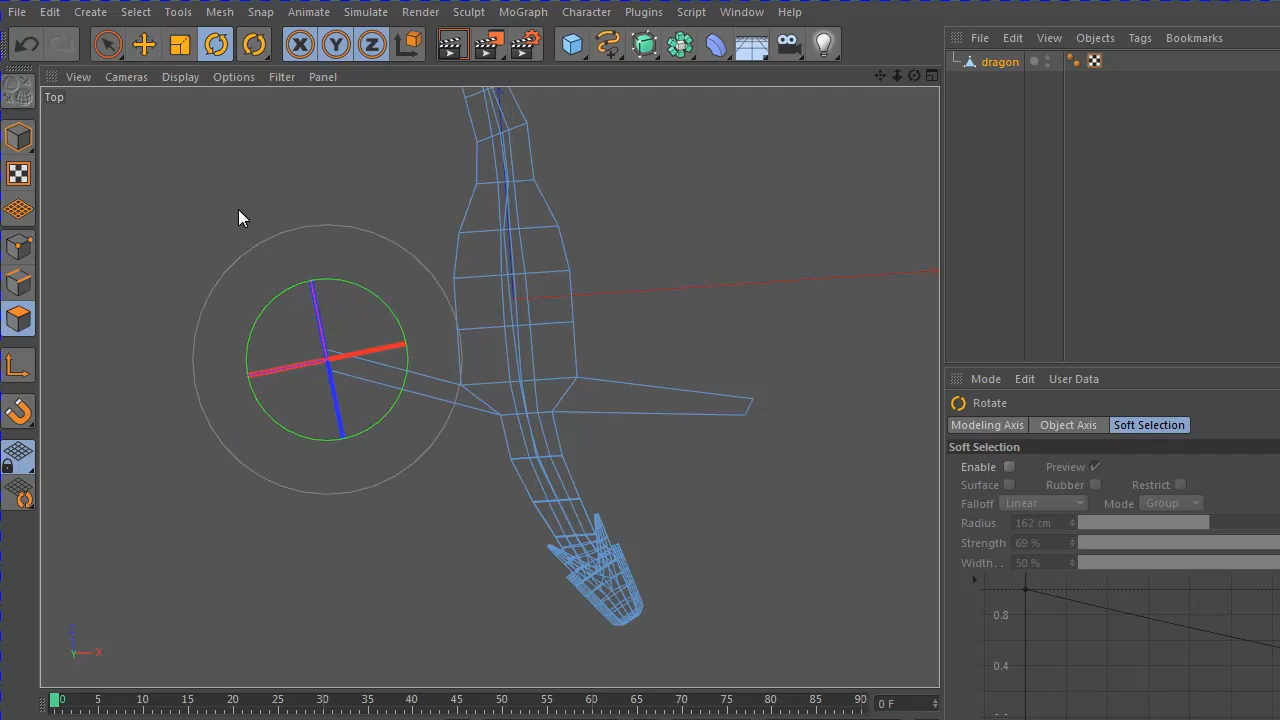 File Edit Create Select Tools Mesh Snap Animate Simulate Render Sculpt MoGraph Character Plugins Script Window Help
X Y Z
File Edit View Objects Tags Bookmarks
dragon
View Cameras Display Options Filter Panel
Top
Mode Edit User Data
Rotate
Modeling Axis Object Axis Soft Selection
Soft Selection
Enable Preview
Surface Rubber Restrict
Falloff Linear Mode Group
Radius 162 cm
Strength 69 %
Width. . 50 %
0.8
0.4
Z
Y X
0 5 10 15 20 25 30 35 40 45 50 55 60 65 70 75 80 85 90
0 F